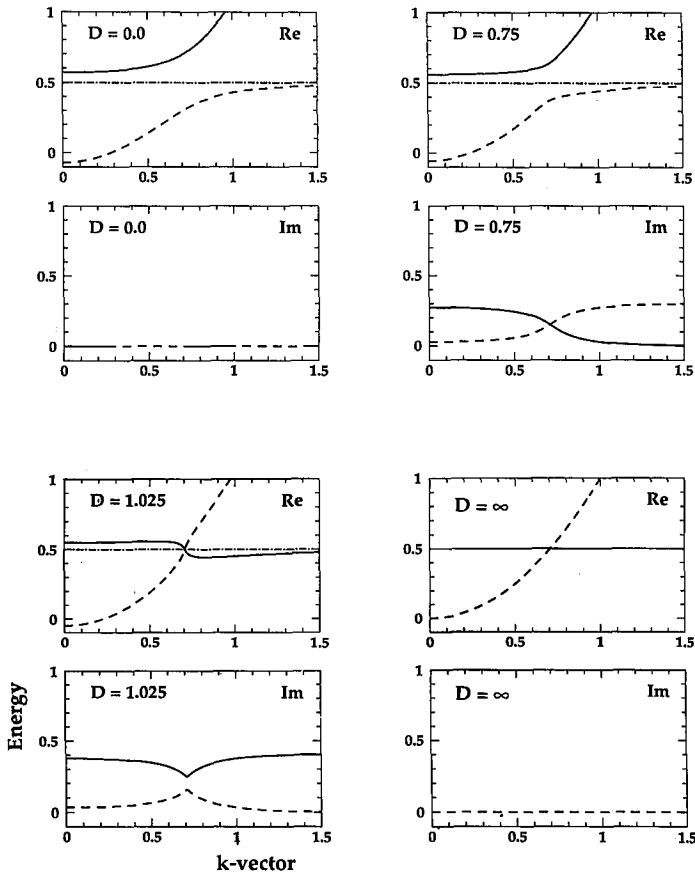 D = 0.0 Re
1
0.5
0
0 0.5 1 1.5
D = 0.75 Re
1
0.5
0
0 0.5 1 1.5
D = 0.0 Im
1
0.5
0
0 0.5 1 1.5
D = 0.75 Im
1
0.5
0
0 0.5 1 1.5
D = 1.025 Re
1
0.5
0
0 0.5 1 1.5
D = ∞ Re
1
0.5
0
0 0.5 1 1.5
D = 1.025 Im
1
0.5
0
0 0.5 1 1.5
D = ∞ Im
1
0.5
0
0 0.5 1 1.5
Energy
k-vector